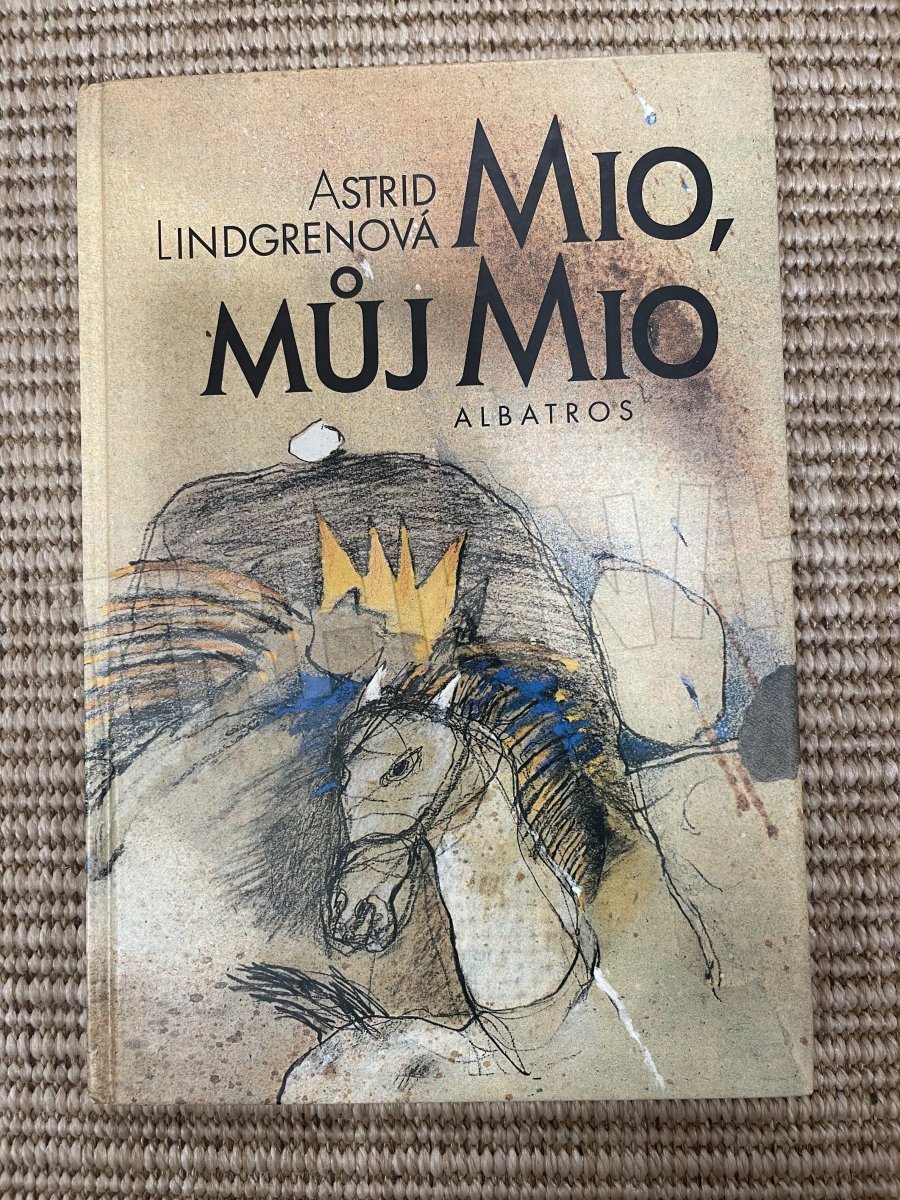 ASTRID
LINDGRENOVÁ
MIO,
MŮJ MIO
ALBATROS